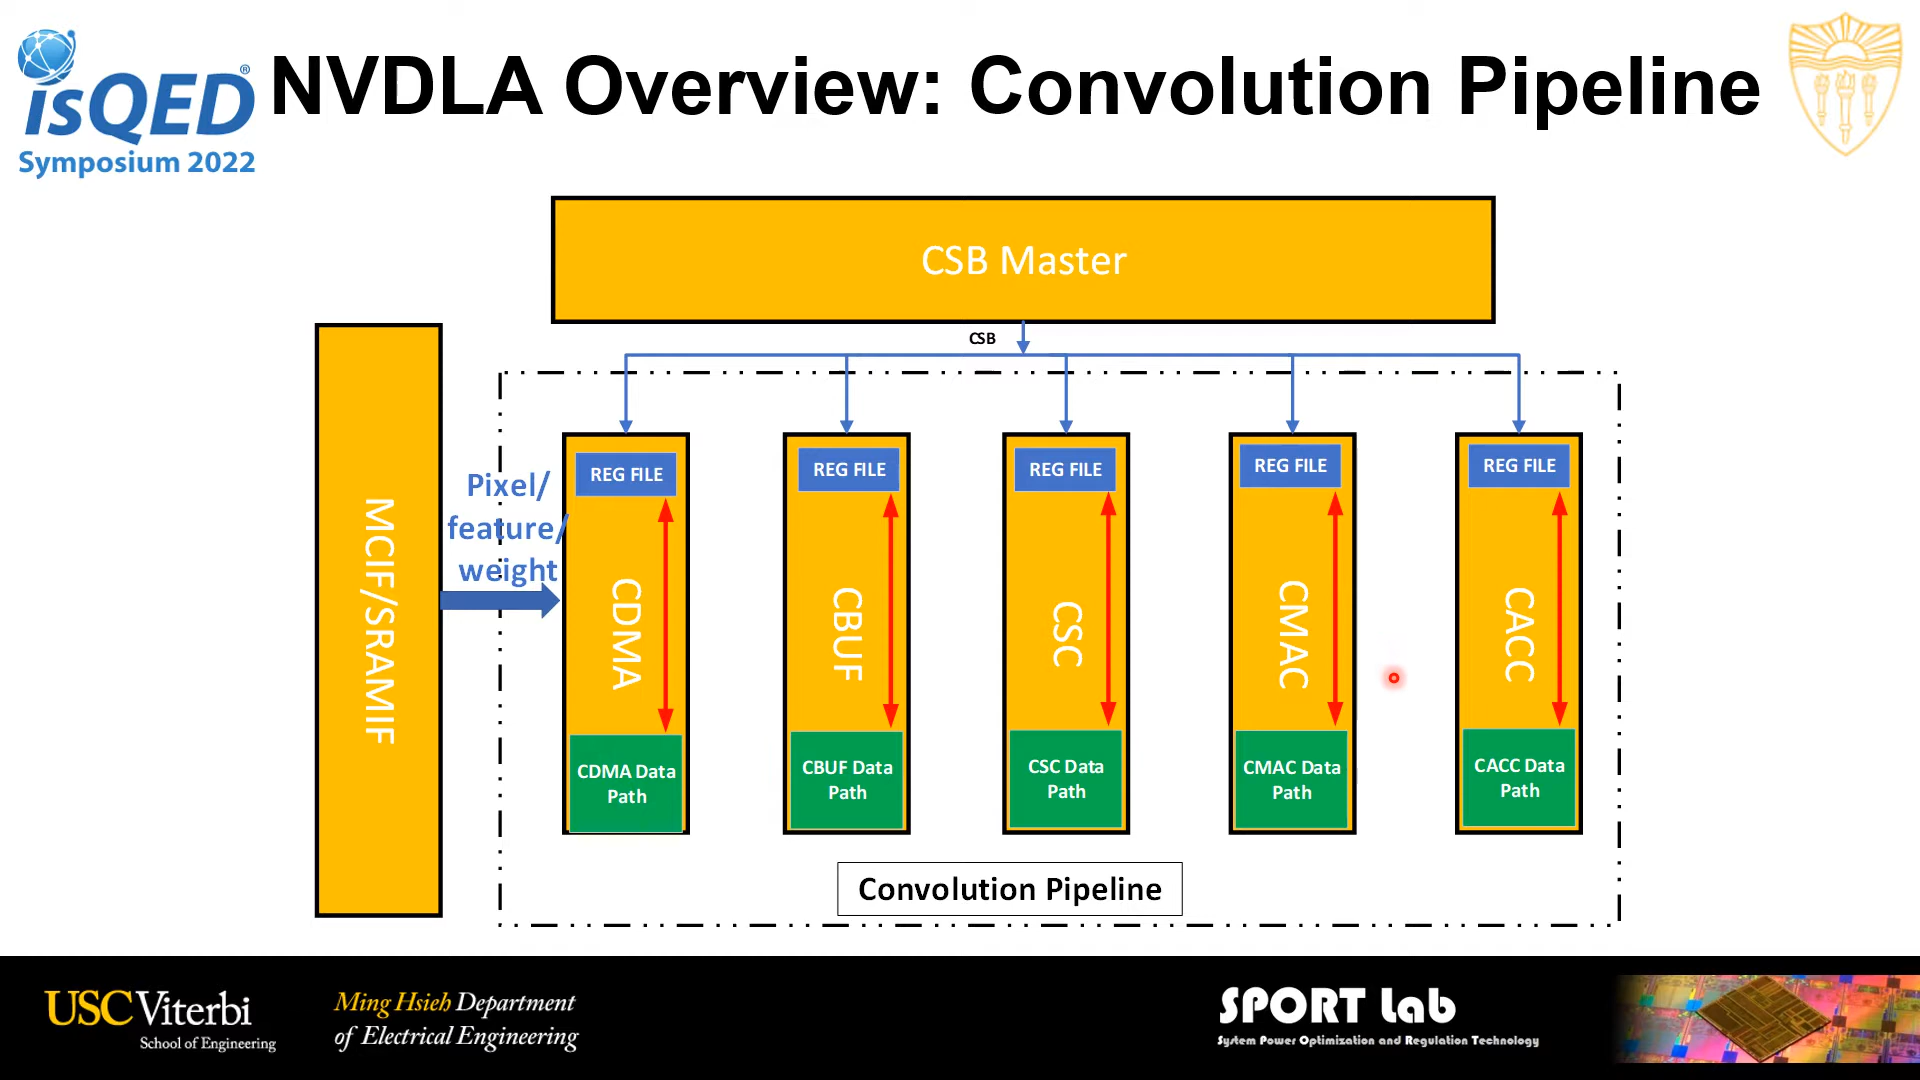 isQED®
Symposium 2022
NVDLA Overview: Convolution Pipeline
CSB Master
CSB
MCIF/SRAMIF
Pixel/
feature/
weight
REG FILE
CDMA
CDMA Data
Path
REG FILE
CBUF
CBUF Data
Path
REG FILE
CSC
CSC Data
Path
REG FILE
CMAC
CMAC Data
Path
REG FILE
CACC
CACC Data
Path
Convolution Pipeline
USC Viterbi
School of Engineering
Ming Hsieh Department
of Electrical Engineering
SPORT Lab
System Power Optimization and Regulation Technology